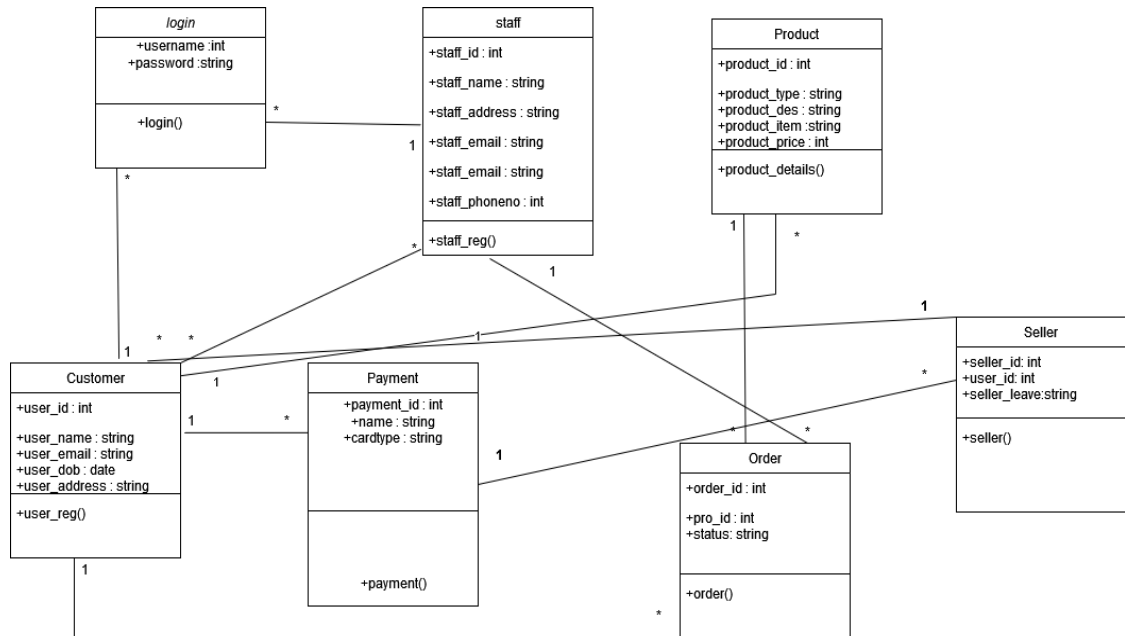 login
+username :int
+password :string
+login()
*
1
*
1
staff
+staff_id : int
+staff_name : string
+staff_address : string
+staff_email : string
+staff_email : string
+staff_phoneno : int
+staff_reg()
*
1
Product
+product_id : int
+product_type : string
+product_des : string
+product_item :string
+product_price : int
+product_details()
1
*
*
*
1
1
1
Customer
+user_id : int
+user_name : string
+user_email : string
+user_dob : date
+user_address : string
+user_reg()
1
*
1
Payment
+payment_id : int
+name : string
+cardtype : string
+payment()
1
*
Seller
+seller_id: int
+user_id: int
+seller_leave:string
+seller()
*
*
Order
+order_id : int
+pro_id : int
+status: string
+order()
*